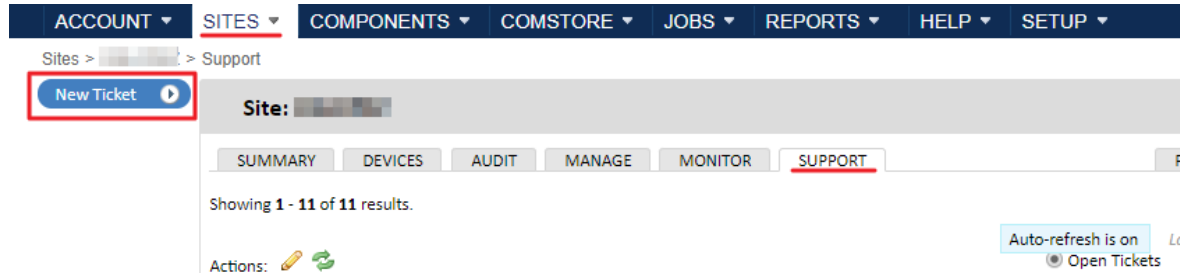 ACCOUNT SITES COMPONENTS COMSTORE JOBS REPORTS HELP SETUP
Sites > > Support
New Ticket
Site:
SUMMARY DEVICES AUDIT MANAGE MONITOR SUPPORT
Showing 1 - 11 of 11 results.
Auto-refresh is on
Actions: Open Tickets